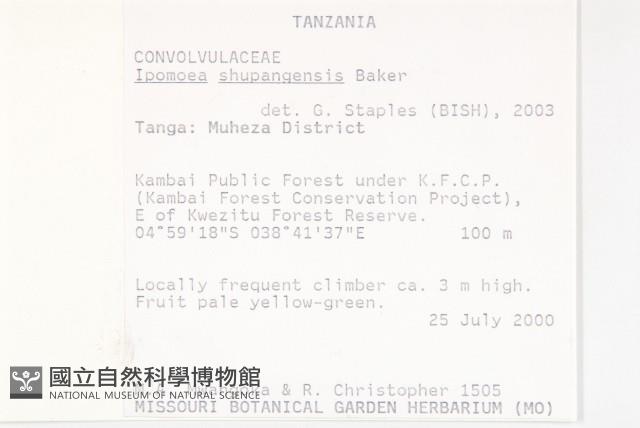 TANZANIA
CONVOLVULACEAE
Ipomoea shupangensis Baker
det. G. Staples (BISH), 2003
Tanga: Muheza District
Kambai Public Forest under K.F.C.P.
(Kambai Forest Conservation Project),
E of Kwezitu Forest Reserve.
04°59'18"S 038°41'37"E 100 m
Locally frequent climber ca. 3 m high.
Fruit pale yellow-green.
25 July 2000
& R. Christopher 1505
MISSOURI BOTANICAL GARDEN HERBARIUM (MO)
國立自然科學博物館
NATIONAL MUSEUM OF NATURAL SCIENCE